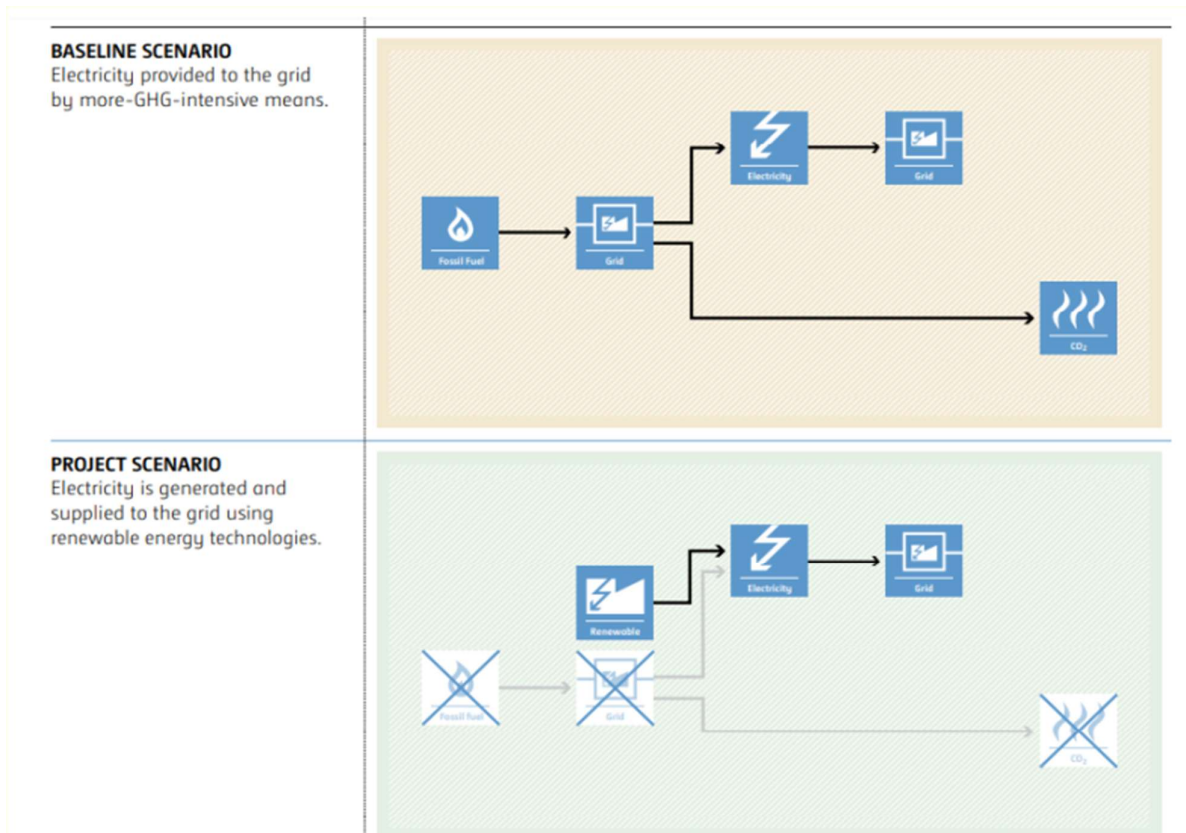 BASELINE SCENARIO
Electricity provided to the grid
by more-GHG-intensive means.
Electricity
Grid
Fossil Fuel
Grid
CO₂
PROJECT SCENARIO
Electricity is generated and
supplied to the grid using
renewable energy technologies.
Electricity
Grid
Renewable
Fossil fuel
Grid
CO₂